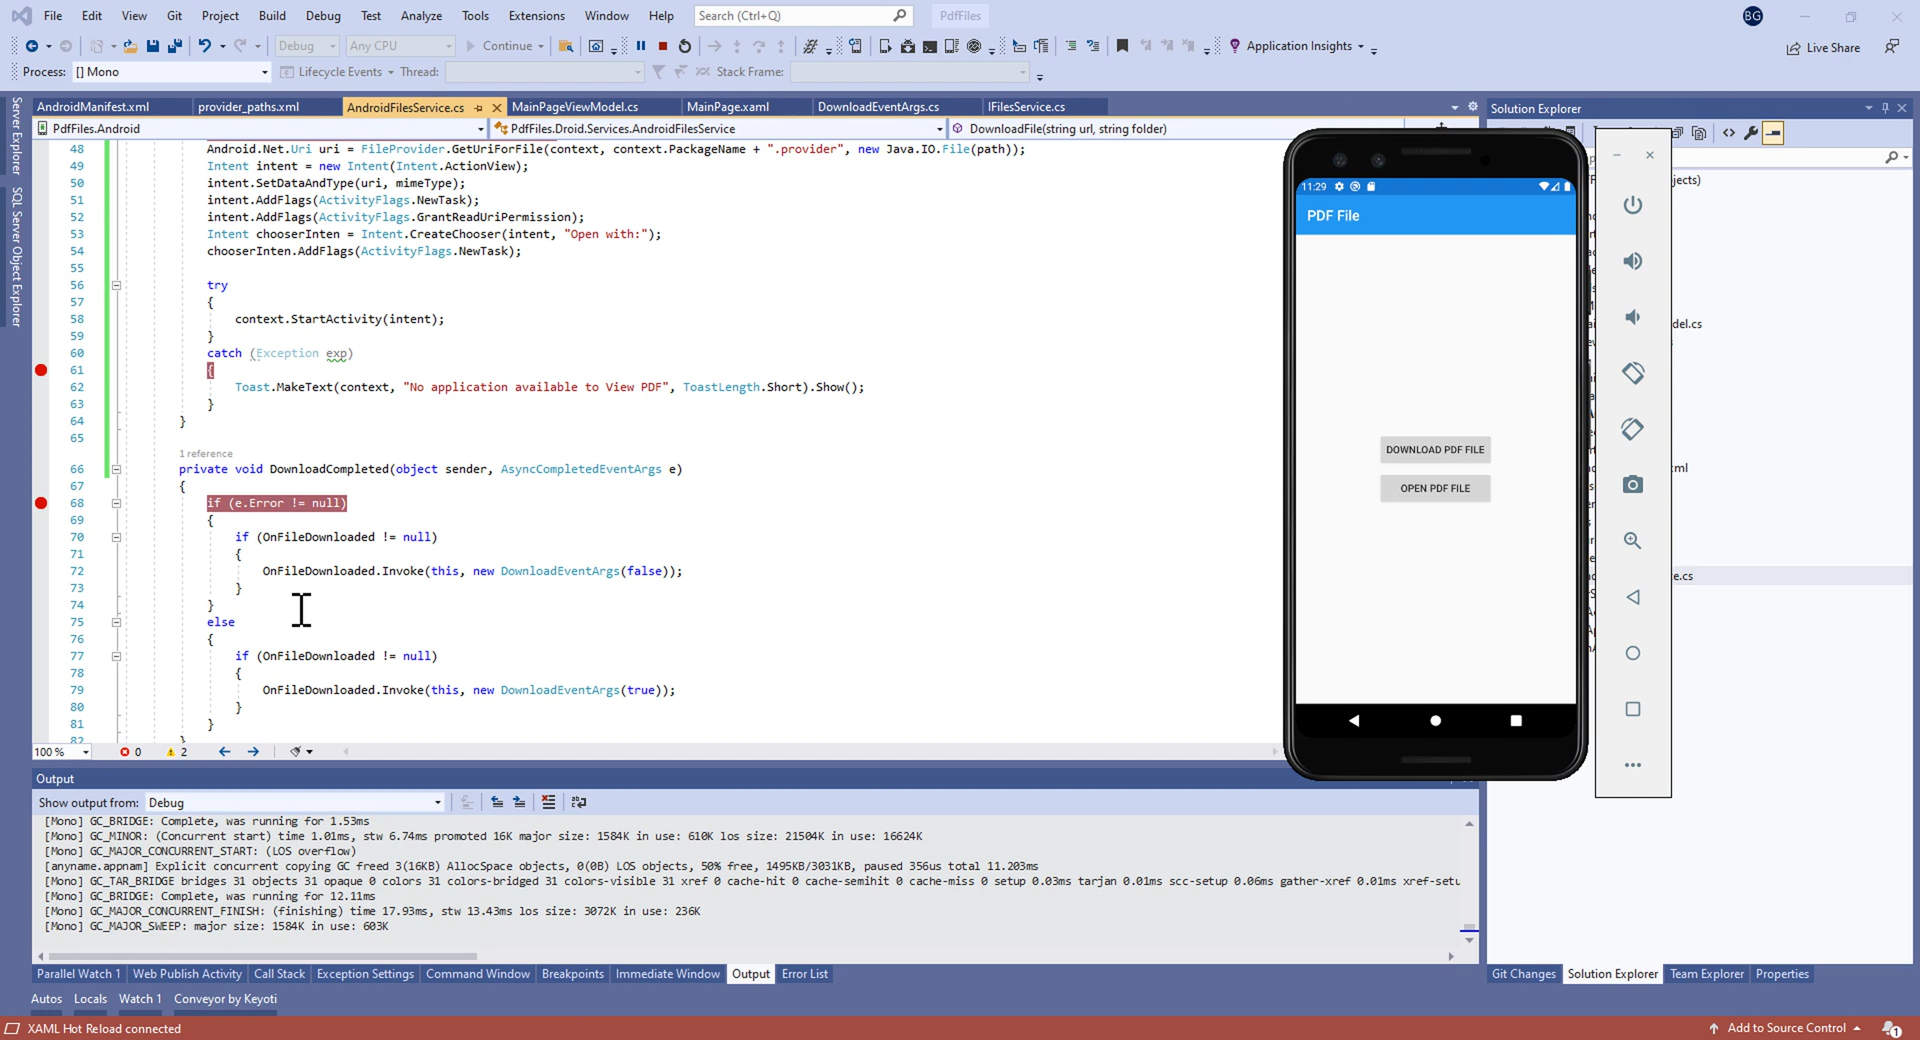 File Edit View Git Project Build Debug Test Analyze Tools Extensions Window Help Search (Ctrl+Q) PdfFiles BG
Debug Any CPU Continue Application Insights Live Share
Process: [] Mono Lifecycle Events Thread: Stack Frame:
AndroidManifest.xml provider_paths.xml AndroidFilesService.cs MainPageViewModel.cs MainPage.xaml DownloadEventArgs.cs IFilesService.cs Solution Explorer
PdfFiles.Android PdfFiles.Droid.Services.AndroidFilesService DownloadFile(string url, string folder)
Server Explorer
SQL Server Object Explorer
48 Android.Net.Uri uri = FileProvider.GetUriForFile(context, context.PackageName + ".provider", new Java.IO.File(path));
49 Intent intent = new Intent(Intent.ActionView);
50 intent.SetDataAndType(uri, mimeType);
51 intent.AddFlags(ActivityFlags.NewTask);
52 intent.AddFlags(ActivityFlags.GrantReadUriPermission);
53 Intent chooserInten = Intent.CreateChooser(intent, "Open with:");
54 chooserInten.AddFlags(ActivityFlags.NewTask);
55
56 try
57 {
58 context.StartActivity(intent);
59 }
60 catch (Exception exp)
61 {
62 Toast.MakeText(context, "No application available to View PDF", ToastLength.Short).Show();
63 }
64 }
65
1 reference
66 private void DownloadCompleted(object sender, AsyncCompletedEventArgs e)
67 {
68 if (e.Error != null)
69 {
70 if (OnFileDownloaded != null)
71 {
72 OnFileDownloaded.Invoke(this, new DownloadEventArgs(false));
73 }
74 }
75 else
76 {
77 if (OnFileDownloaded != null)
78 {
79 OnFileDownloaded.Invoke(this, new DownloadEventArgs(true));
80 }
81 }
82 }
11:29
PDF File
DOWNLOAD PDF FILE
OPEN PDF FILE
jects)
del.cs
ml
e.cs
100 % 0 2
Output
Show output from: Debug
[Mono] GC_BRIDGE: Complete, was running for 1.53ms
[Mono] GC_MINOR: (Concurrent start) time 1.01ms, stw 6.74ms promoted 16K major size: 1584K in use: 610K los size: 21504K in use: 16624K
[Mono] GC_MAJOR_CONCURRENT_START: (LOS overflow)
[anyname.appnam] Explicit concurrent copying GC freed 3(16KB) AllocSpace objects, 0(0B) LOS objects, 50% free, 1495KB/3031KB, paused 356us total 11.203ms
[Mono] GC_TAR_BRIDGE bridges 31 objects 31 opaque 0 colors 31 colors-bridged 31 colors-visible 31 xref 0 cache-hit 0 cache-semihit 0 cache-miss 0 setup 0.03ms tarjan 0.01ms scc-setup 0.06ms gather-xref 0.01ms xref-setu
[Mono] GC_BRIDGE: Complete, was running for 12.11ms
[Mono] GC_MAJOR_CONCURRENT_FINISH: (finishing) time 17.93ms, stw 13.43ms los size: 3072K in use: 236K
[Mono] GC_MAJOR_SWEEP: major size: 1584K in use: 603K
Parallel Watch 1 Web Publish Activity Call Stack Exception Settings Command Window Breakpoints Immediate Window Output Error List Git Changes Solution Explorer Team Explorer Properties
Autos Locals Watch 1 Conveyor by Keyoti
XAML Hot Reload connected Add to Source Control 1